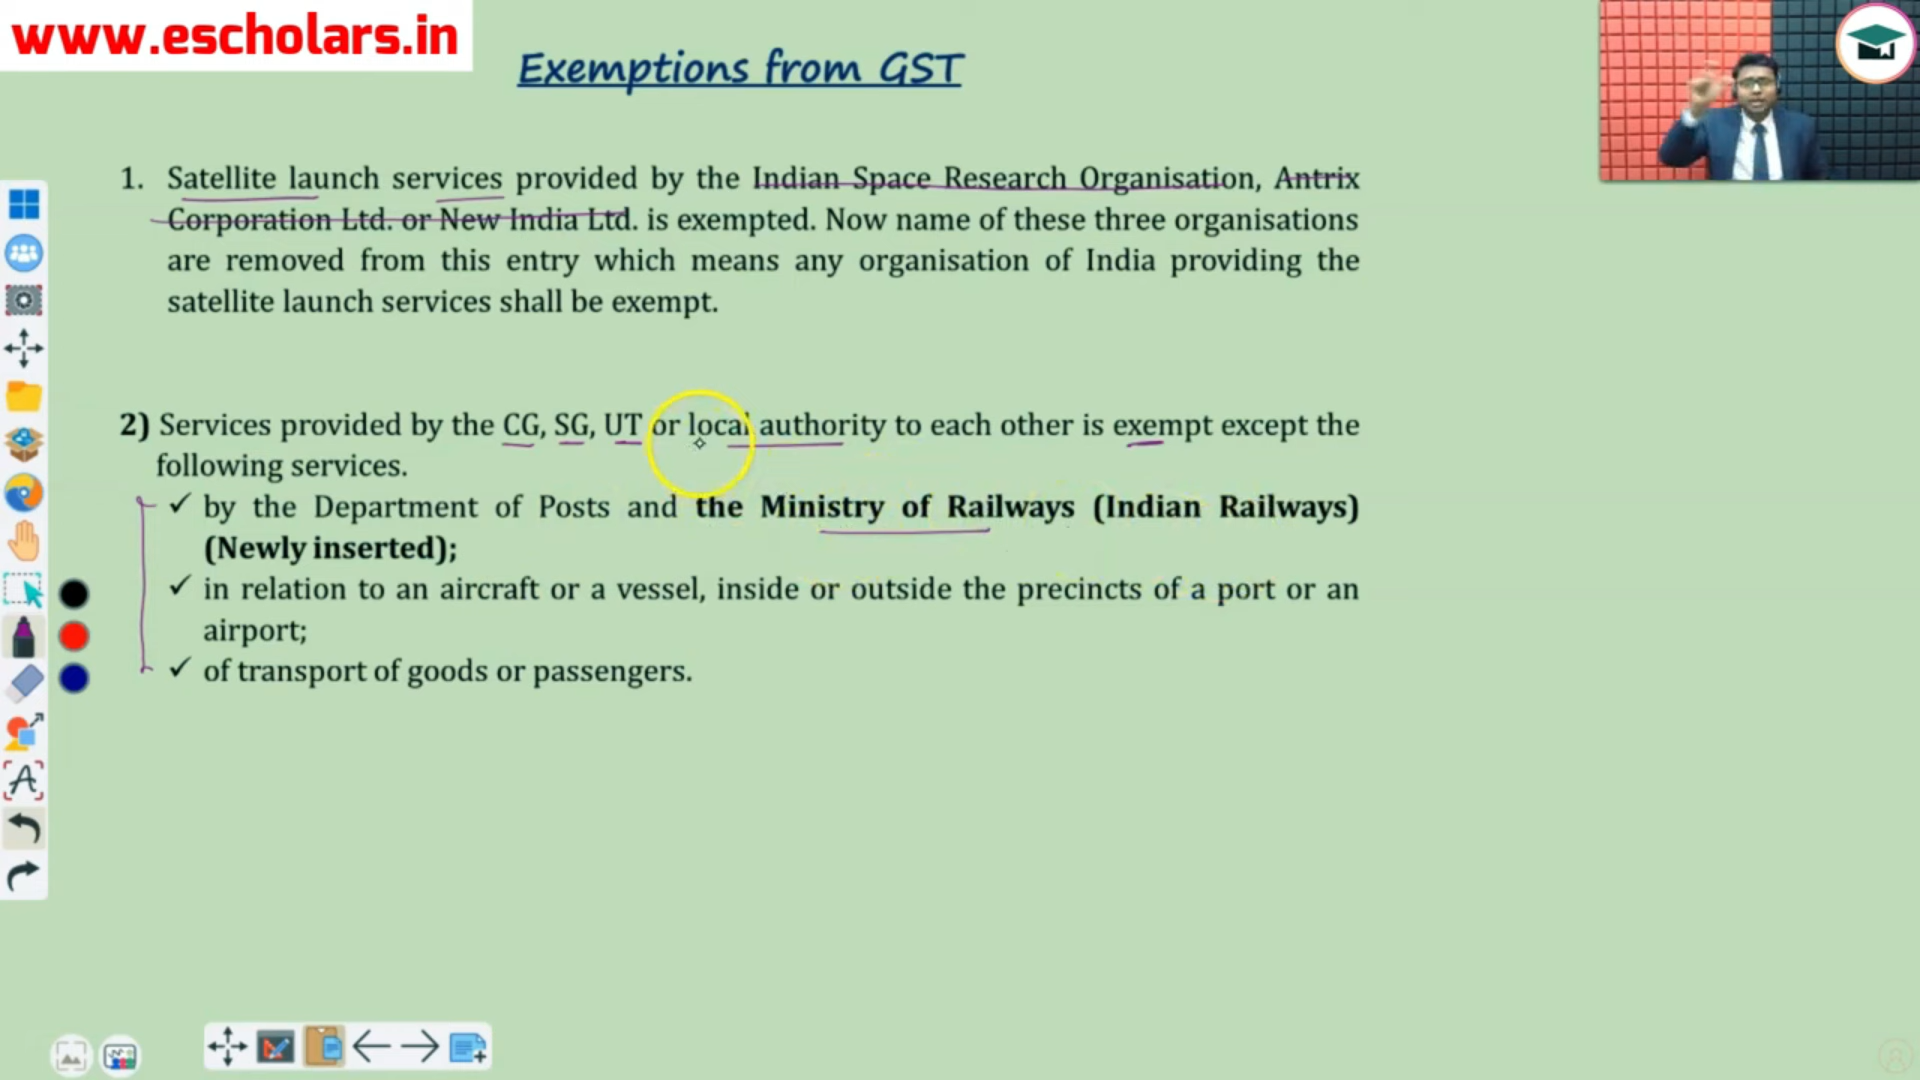 www.escholars.in
Exemptions from GST
1. Satellite launch services provided by the Indian Space Research Organisation, Antrix
Corporation Ltd. or New India Ltd. is exempted. Now name of these three organisations
are removed from this entry which means any organisation of India providing the
satellite launch services shall be exempt.
2) Services provided by the CG, SG, UT or local authority to each other is exempt except the
following services.
✓ by the Department of Posts and the Ministry of Railways (Indian Railways)
(Newly inserted);
✓ in relation to an aircraft or a vessel, inside or outside the precincts of a port or an
airport;
✓ of transport of goods or passengers.